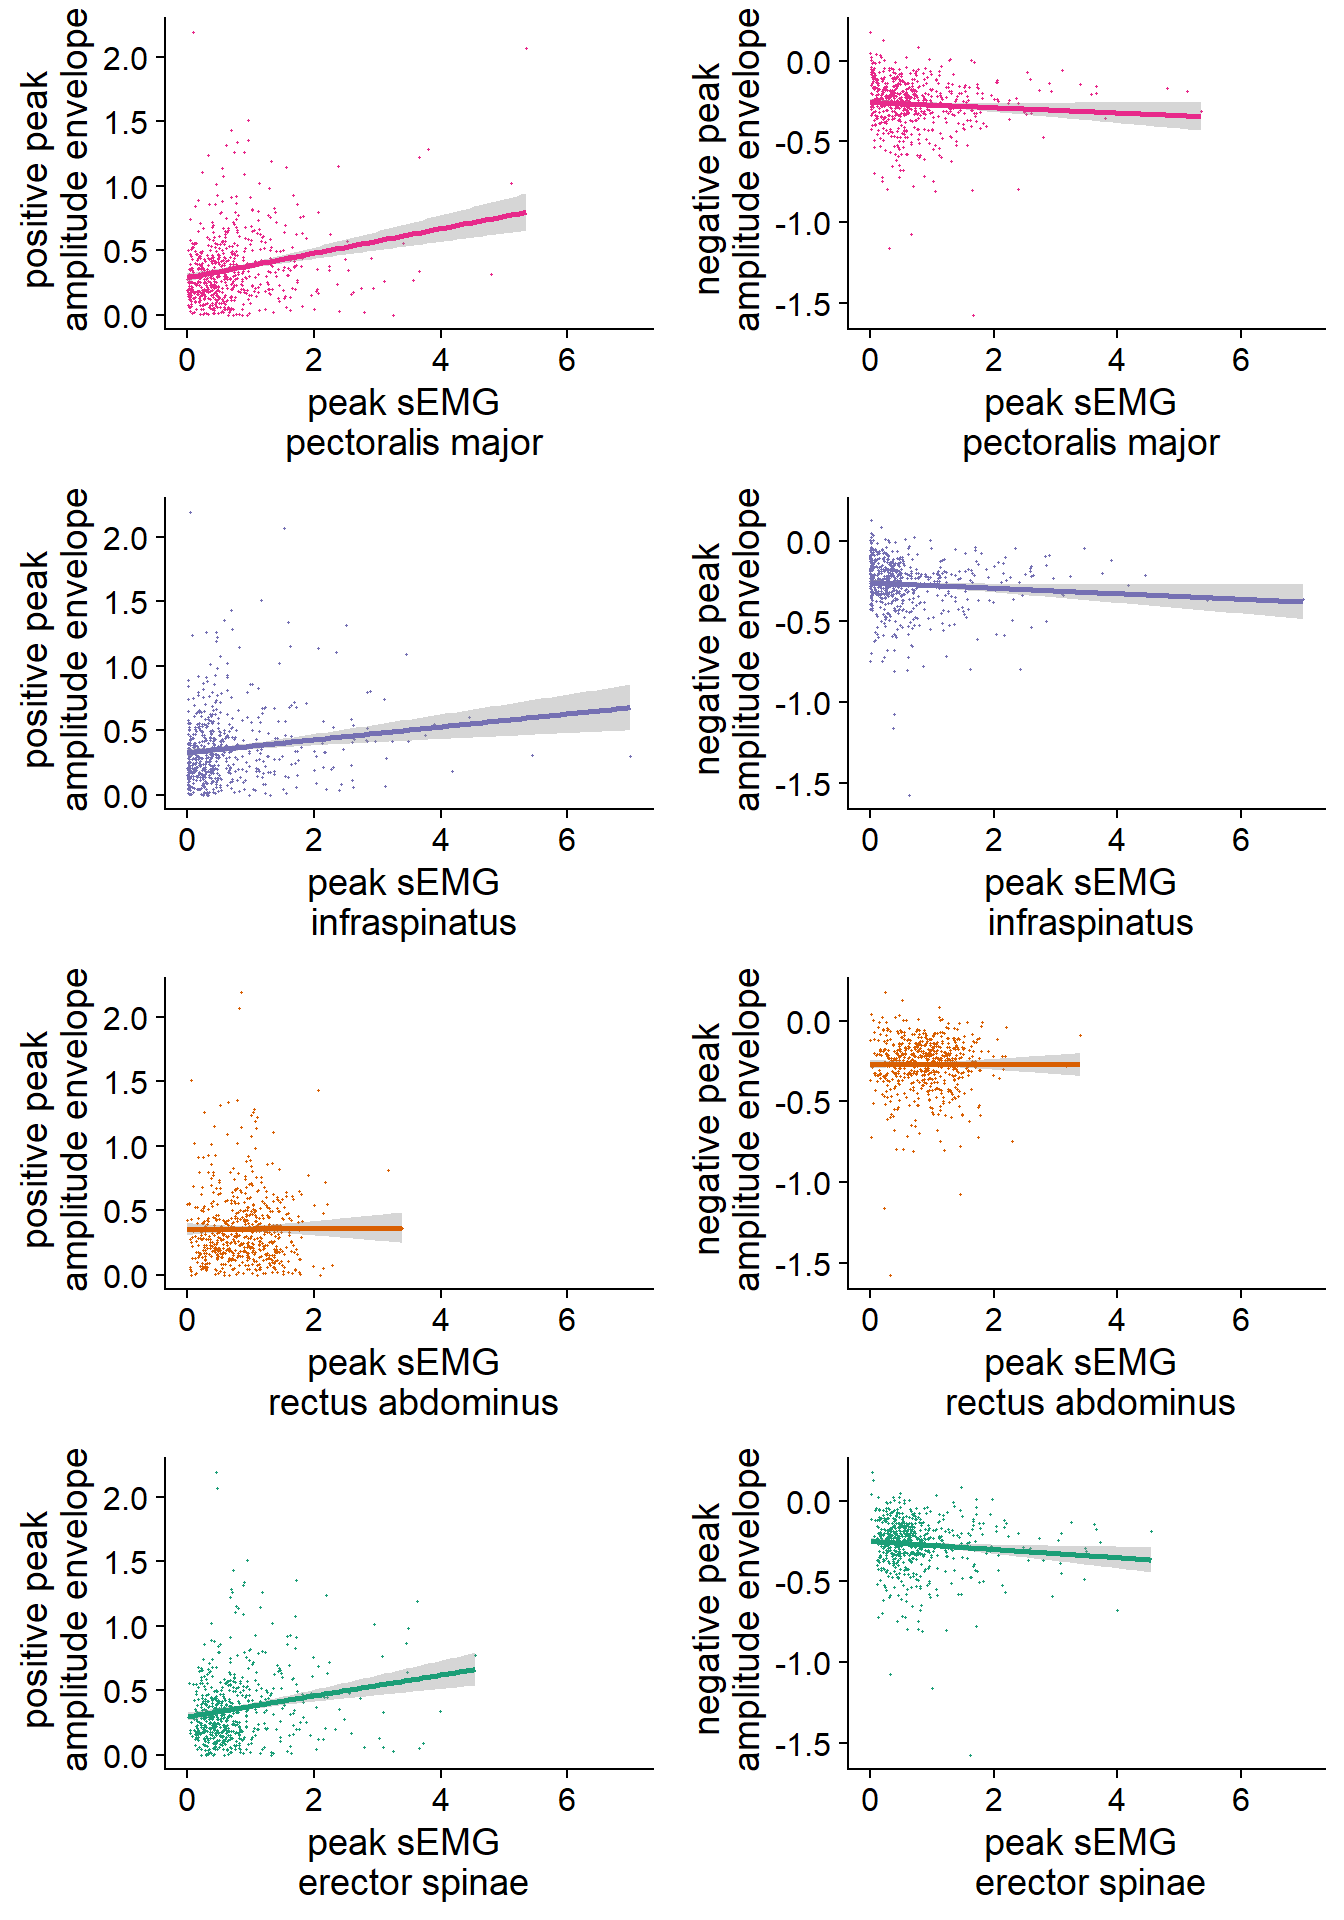 positive peak
amplitude envelope
2.0
1.5
1.0
0.5
0.0
0 2 4 6
peak sEMG
pectoralis major
negative peak
amplitude envelope
0.0
-0.5
-1.0
-1.5
0 2 4 6
peak sEMG
pectoralis major
positive peak
amplitude envelope
2.0
1.5
1.0
0.5
0.0
0 2 4 6
peak sEMG
infraspinatus
negative peak
amplitude envelope
0.0
-0.5
-1.0
-1.5
0 2 4 6
peak sEMG
infraspinatus
positive peak
amplitude envelope
2.0
1.5
1.0
0.5
0.0
0 2 4 6
peak sEMG
rectus abdominus
negative peak
amplitude envelope
0.0
-0.5
-1.0
-1.5
0 2 4 6
peak sEMG
rectus abdominus
positive peak
amplitude envelope
2.0
1.5
1.0
0.5
0.0
0 2 4 6
peak sEMG
erector spinae
negative peak
amplitude envelope
0.0
-0.5
-1.0
-1.5
0 2 4 6
peak sEMG
erector spinae